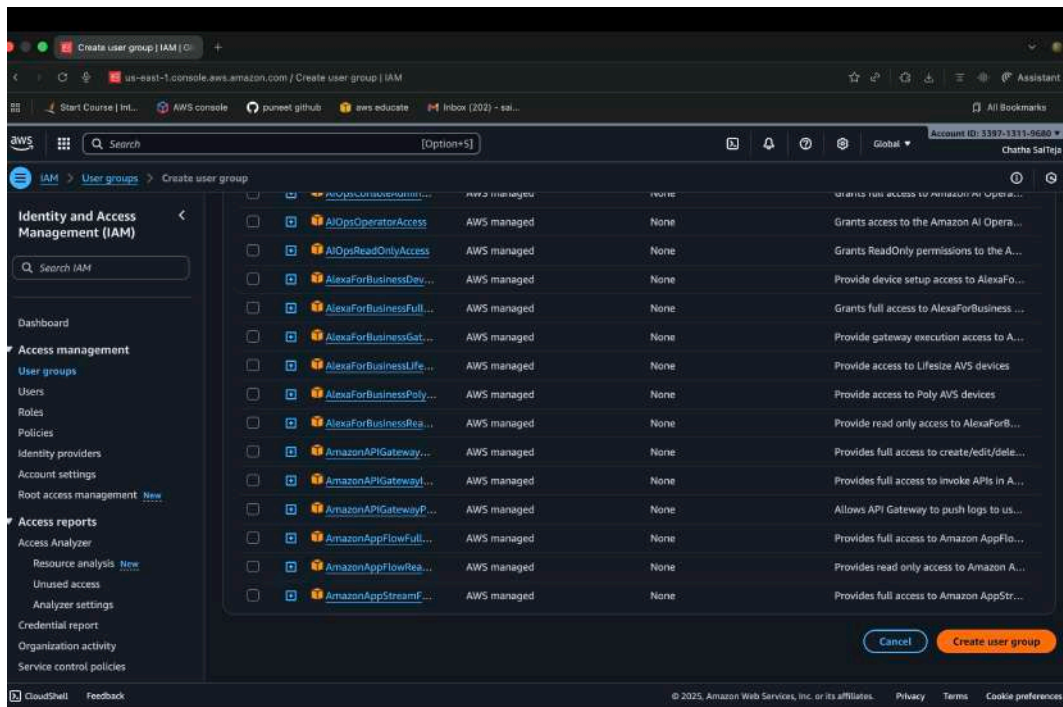 Create user group | IAM | Gl
us-east-1.console.aws.amazon.com / Create user group | IAM
Assistant
Start Course | Int...
AWS console
puneet github
aws educate
Inbox (202) - sai...
All Bookmarks
aws
Search
[Option+S]
Global
Account ID: 3397-1311-9680
Chatha SaiTeja
IAM > User groups > Create user group
Identity and Access Management (IAM)
Search IAM
Dashboard
Access management
User groups
Users
Roles
Policies
Identity providers
Account settings
Root access management New
Access reports
Access Analyzer
Resource analysis New
Unused access
Analyzer settings
Credential report
Organization activity
Service control policies
AIOpsConsoleAdmin... AWS managed None Grants full access to Amazon AI Opera...
AIOpsOperatorAccess AWS managed None Grants access to the Amazon AI Opera...
AIOpsReadOnlyAccess AWS managed None Grants ReadOnly permissions to the A...
AlexaForBusinessDev... AWS managed None Provide device setup access to AlexaFo...
AlexaForBusinessFull... AWS managed None Grants full access to AlexaForBusiness ...
AlexaForBusinessGat... AWS managed None Provide gateway execution access to A...
AlexaForBusinessLife... AWS managed None Provide access to Lifesize AVS devices
AlexaForBusinessPoly... AWS managed None Provide access to Poly AVS devices
AlexaForBusinessRea... AWS managed None Provide read only access to AlexaForB...
AmazonAPIGateway... AWS managed None Provides full access to create/edit/dele...
AmazonAPIGatewayI... AWS managed None Provides full access to invoke APIs in A...
AmazonAPIGatewayP... AWS managed None Allows API Gateway to push logs to us...
AmazonAppFlowFull... AWS managed None Provides full access to Amazon AppFlo...
AmazonAppFlowRea... AWS managed None Provides read only access to Amazon A...
AmazonAppStreamF... AWS managed None Provides full access to Amazon AppStr...
Cancel
Create user group
CloudShell Feedback
© 2025, Amazon Web Services, Inc. or its affiliates. Privacy Terms Cookie preferences